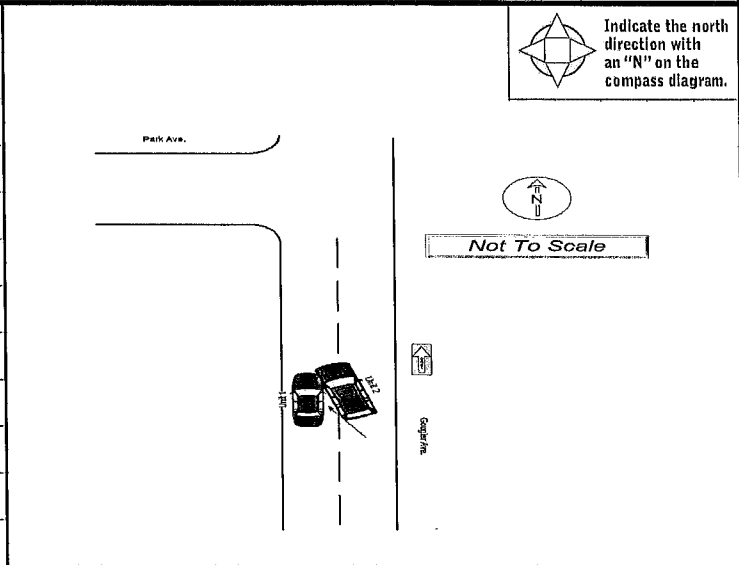 Indicate the north
direction with
an "N" on the
compass diagram.
Park Ave.
N
Not To Scale
Unit 2
Unit 1
Googler Ave.